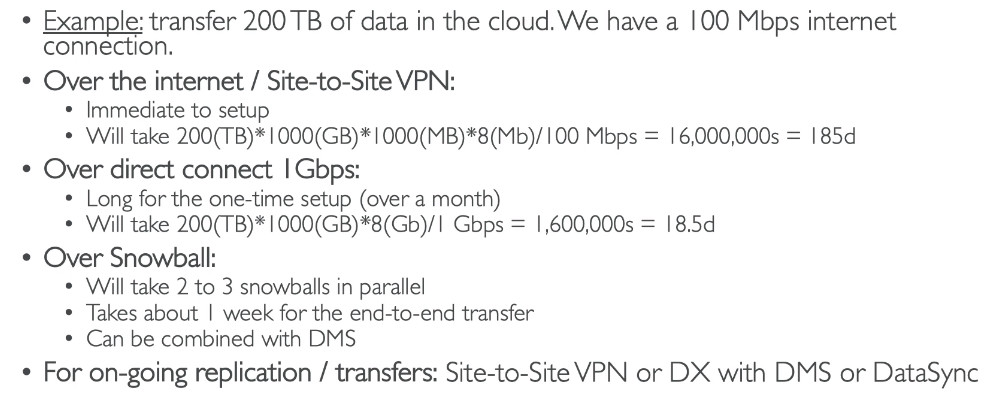 • Example: transfer 200 TB of data in the cloud. We have a 100 Mbps internet
connection.
• Over the internet / Site-to-Site VPN:
• Immediate to setup
• Will take 200(TB)*1000(GB)*1000(MB)*8(Mb)/100 Mbps = 16,000,000s = 185d
• Over direct connect 1Gbps:
• Long for the one-time setup (over a month)
• Will take 200(TB)*1000(GB)*8(Gb)/1 Gbps = 1,600,000s = 18.5d
• Over Snowball:
• Will take 2 to 3 snowballs in parallel
• Takes about 1 week for the end-to-end transfer
• Can be combined with DMS
• For on-going replication / transfers: Site-to-Site VPN or DX with DMS or DataSync